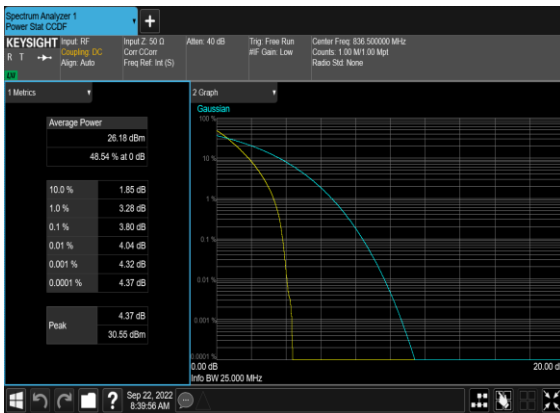 Spectrum Analyzer 1
Power Stat CCDF
KEYSIGHT
R T
LV
Input: RF
Coupling: DC
Align: Auto
Input Z: 50 Ω
Corr CCorr
Freq Ref: Int (S)
Atten: 40 dB
Trig: Free Run
#IF Gain: Low
Center Freq: 836.500000 MHz
Counts: 1.00 M/1.00 Mpt
Radio Std: None
1 Metrics
Average Power
26.18 dBm
48.54 % at 0 dB
10.0 % 1.85 dB
1.0 % 3.28 dB
0.1 % 3.80 dB
0.01 % 4.04 dB
0.001 % 4.32 dB
0.0001 % 4.37 dB
Peak
4.37 dB
30.55 dBm
2 Graph
Gaussian
100 %
10 %
1 %
0.1 %
0.01 %
0.001 %
0.0001 %
0.00 dB
20.00 d
Info BW 25.000 MHz
Sep 22, 2022
8:39:56 AM